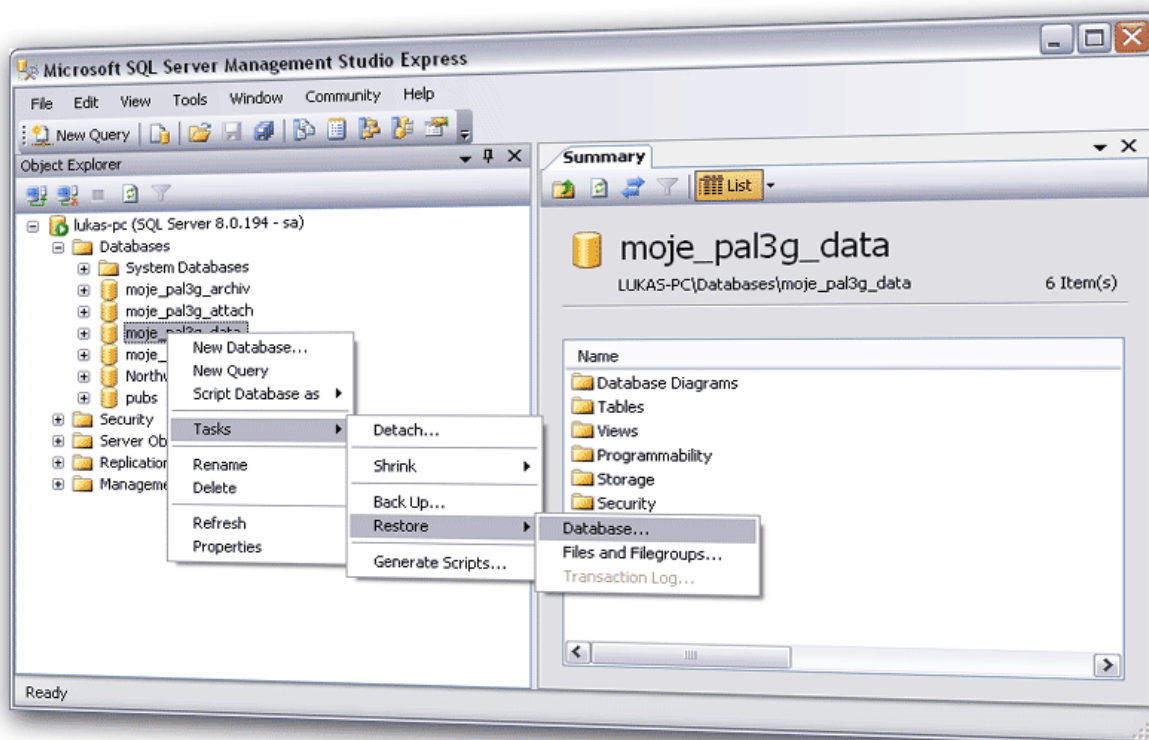 Microsoft SQL Server Management Studio Express
File Edit View Tools Window Community Help
New Query
Object Explorer
lukas-pc (SQL Server 8.0.194 - sa)
Databases
System Databases
moje_pal3g_archiv
moje_pal3g_attach
moje_pal3g_data
moje_
North
pubs
Security
Server Ob
Replication
Manageme
New Database...
New Query
Script Database as
Tasks
Rename
Delete
Refresh
Properties
Detach...
Shrink
Back Up...
Restore
Generate Scripts...
Database...
Files and Filegroups...
Transaction Log...
Summary
List
moje_pal3g_data
LUKAS-PC\Databases\moje_pal3g_data 6 Item(s)
Name
Database Diagrams
Tables
Views
Programmability
Storage
Security
Ready